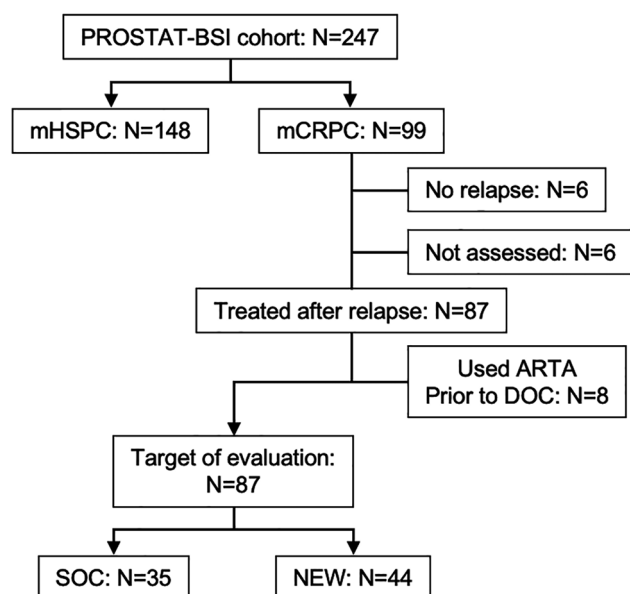 PROSTAT-BSI cohort: N=247
mHSPC: N=148
mCRPC: N=99
No relapse: N=6
Not assessed: N=6
Treated after relapse: N=87
Used ARTA
Prior to DOC: N=8
Target of evaluation:
N=87
SOC: N=35
NEW: N=44